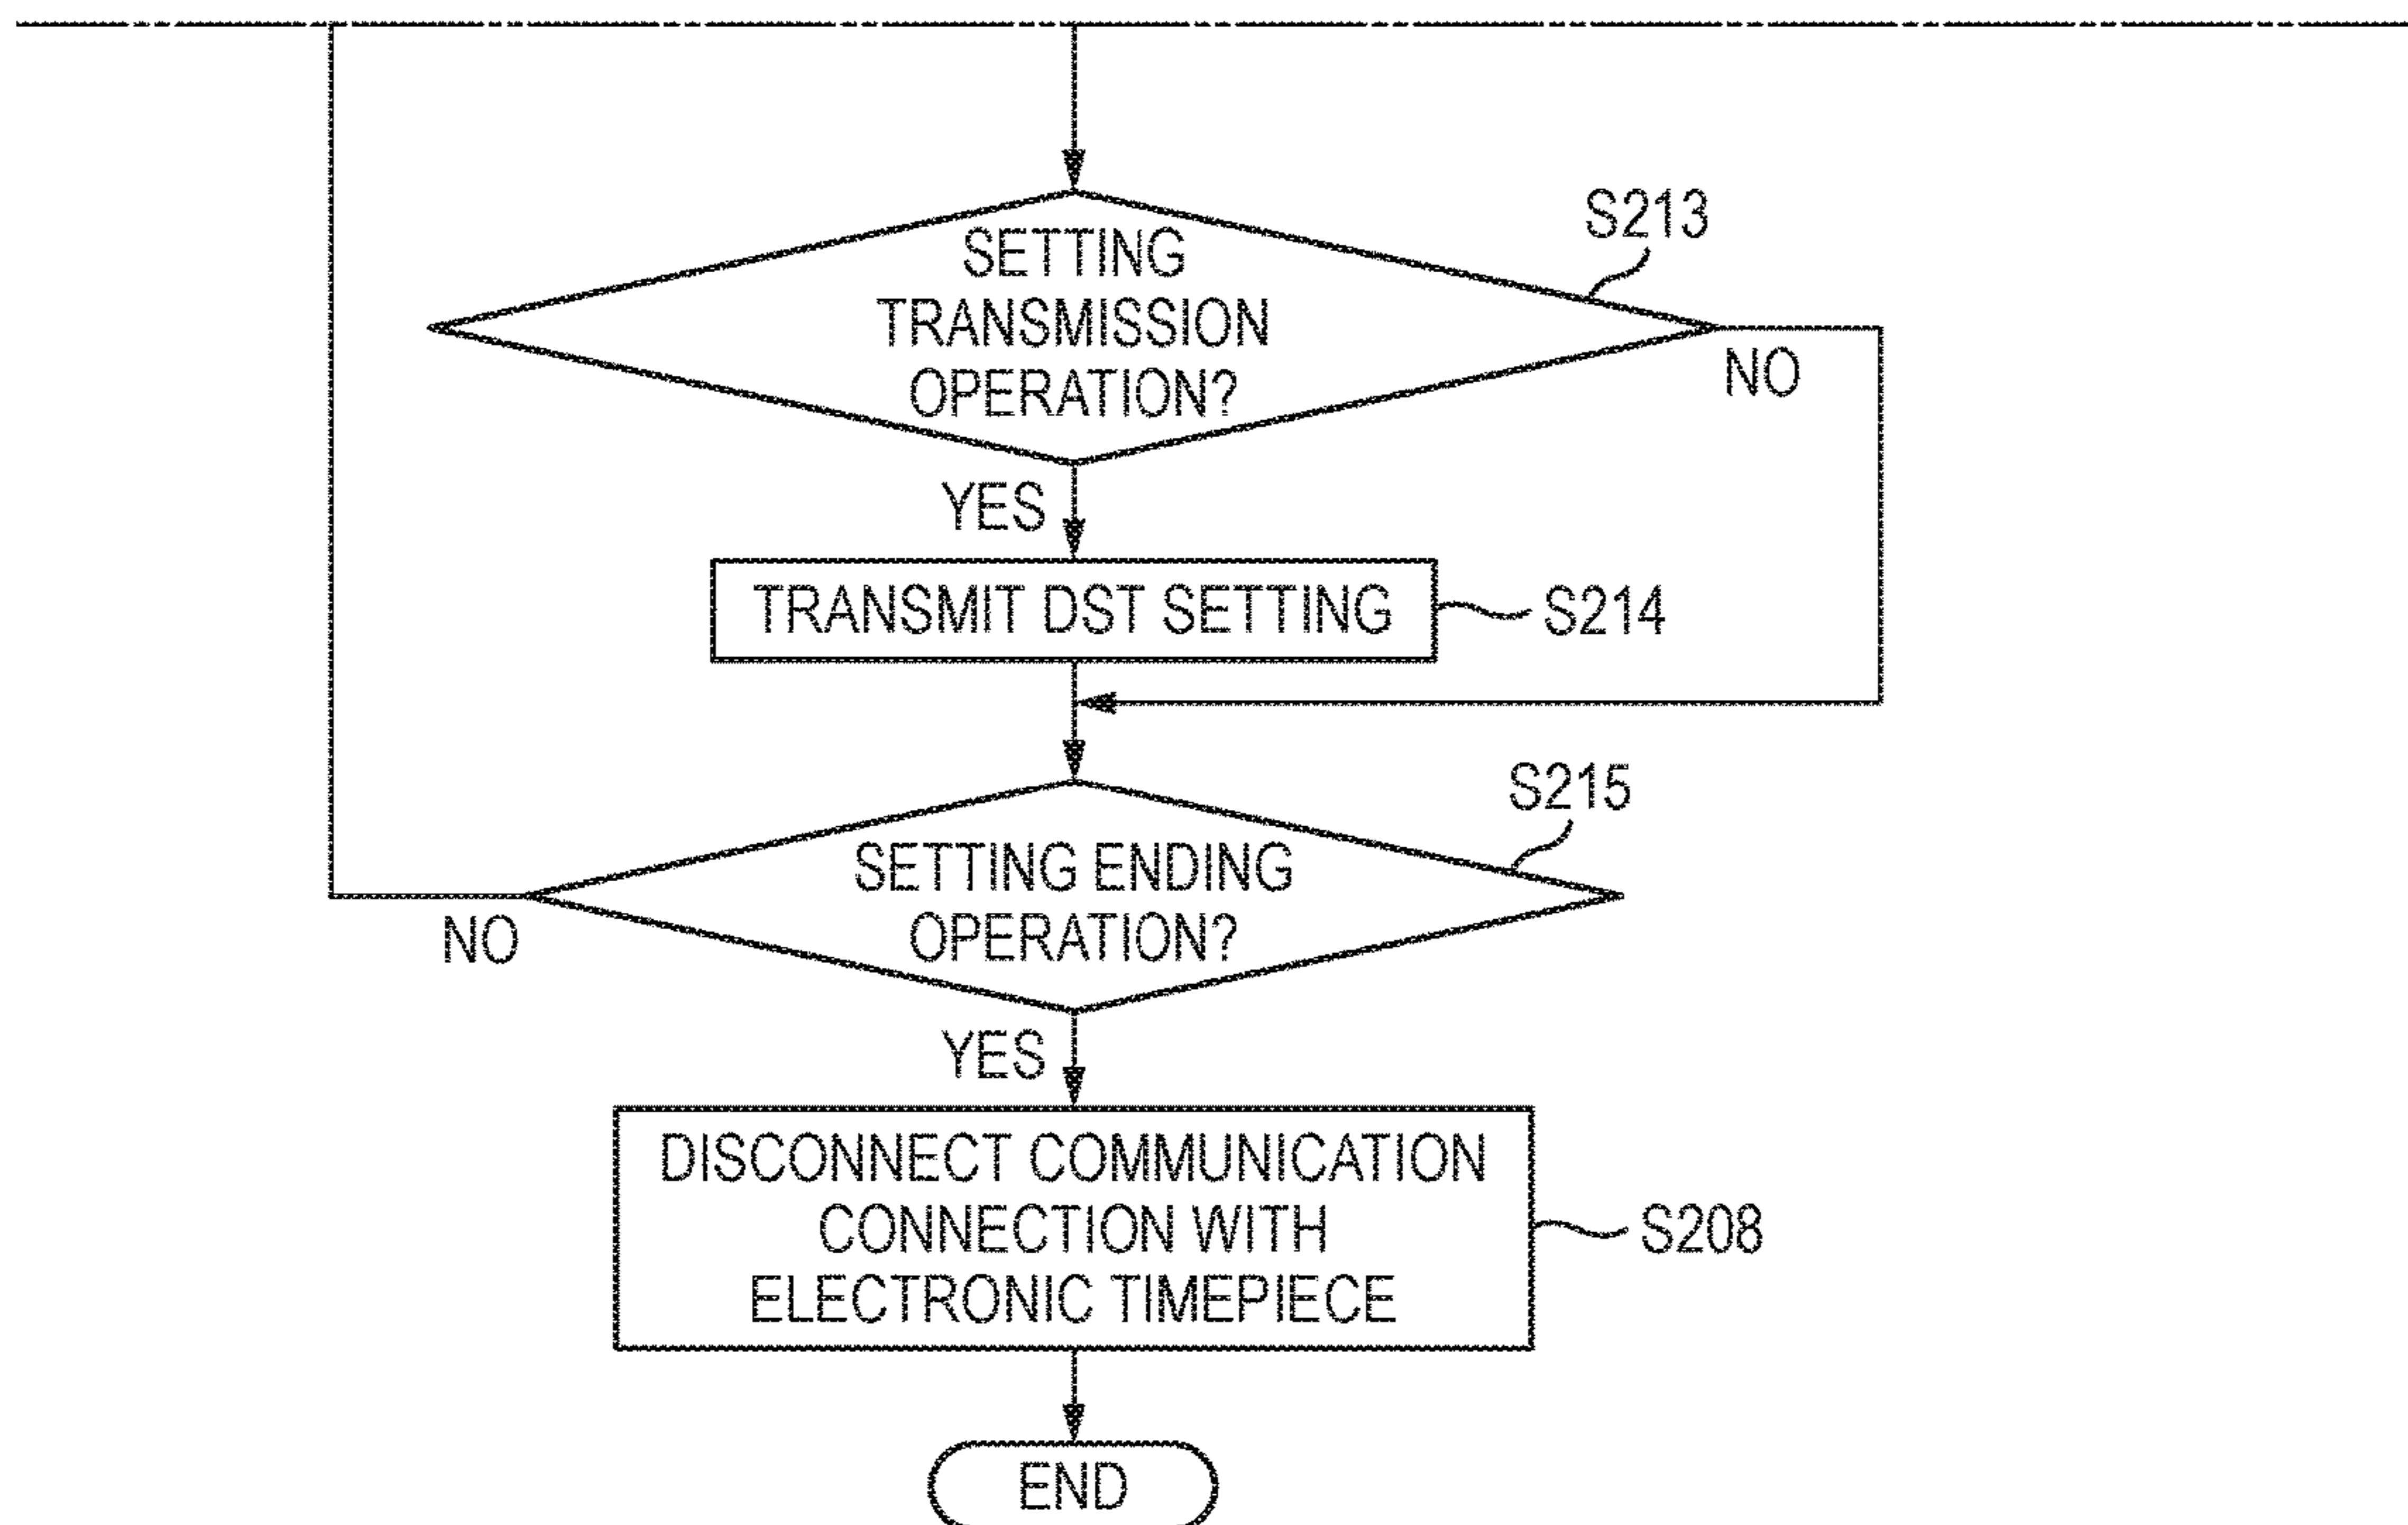 S213
SETTING
TRANSMISSION
OPERATION?
NO
YES
TRANSMIT DST SETTING
S214
S215
SETTING ENDING
OPERATION?
NO
YES
DISCONNECT COMMUNICATION
CONNECTION WITH
ELECTRONIC TIMEPIECE
S208
END